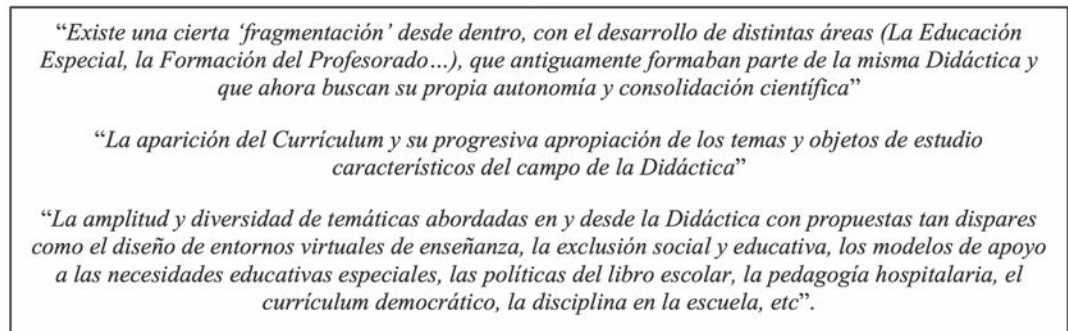 “Existe una cierta ‘fragmentación’ desde dentro, con el desarrollo de distintas áreas (La Educación
Especial, la Formación del Profesorado…), que antiguamente formaban parte de la misma Didáctica y
que ahora buscan su propia autonomía y consolidación científica”
“La aparición del Currículum y su progresiva apropiación de los temas y objetos de estudio
característicos del campo de la Didáctica”
“La amplitud y diversidad de temáticas abordadas en y desde la Didáctica con propuestas tan dispares
como el diseño de entornos virtuales de enseñanza, la exclusión social y educativa, los modelos de apoyo
a las necesidades educativas especiales, las políticas del libro escolar, la pedagogía hospitalaria, el
currículum democrático, la disciplina en la escuela, etc”.